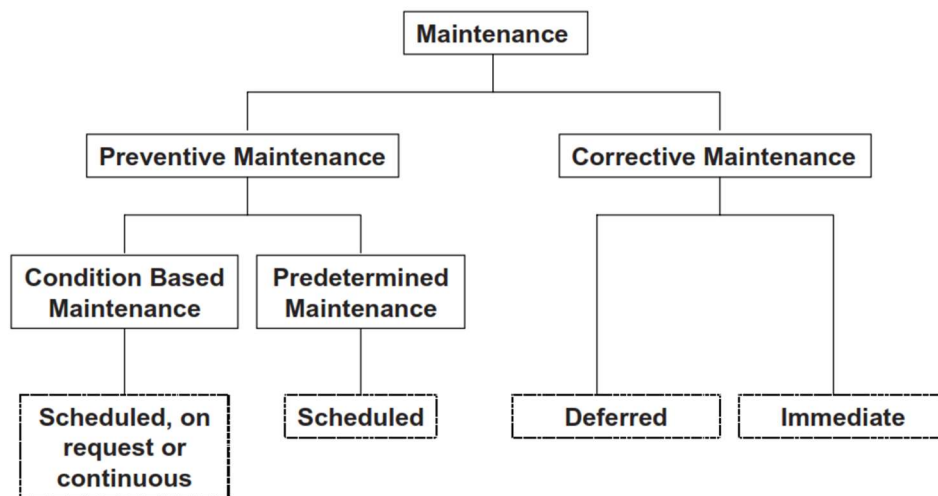 Maintenance
Preventive Maintenance
Corrective Maintenance
Condition Based
Maintenance
Predetermined
Maintenance
Scheduled, on
request or
continuous
Scheduled
Deferred
Immediate